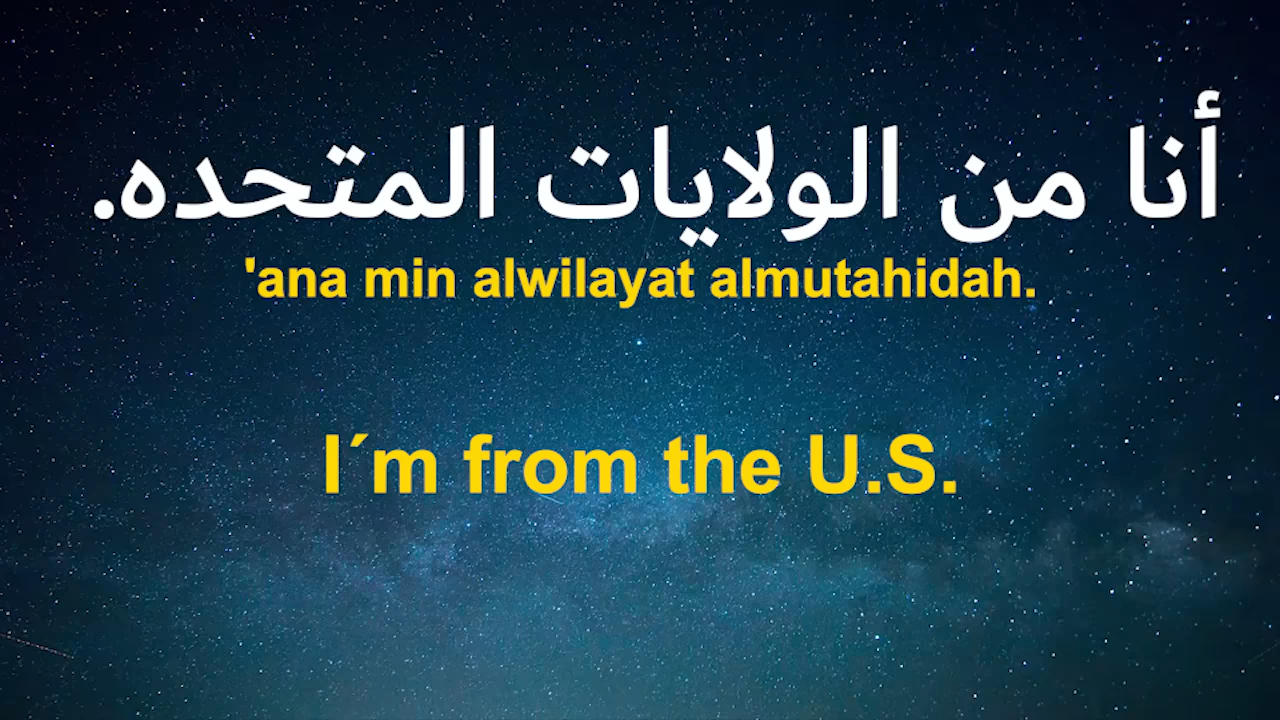 أنا من الولايات المتحده.
'ana min alwilayat almutahidah.
I´m from the U.S.